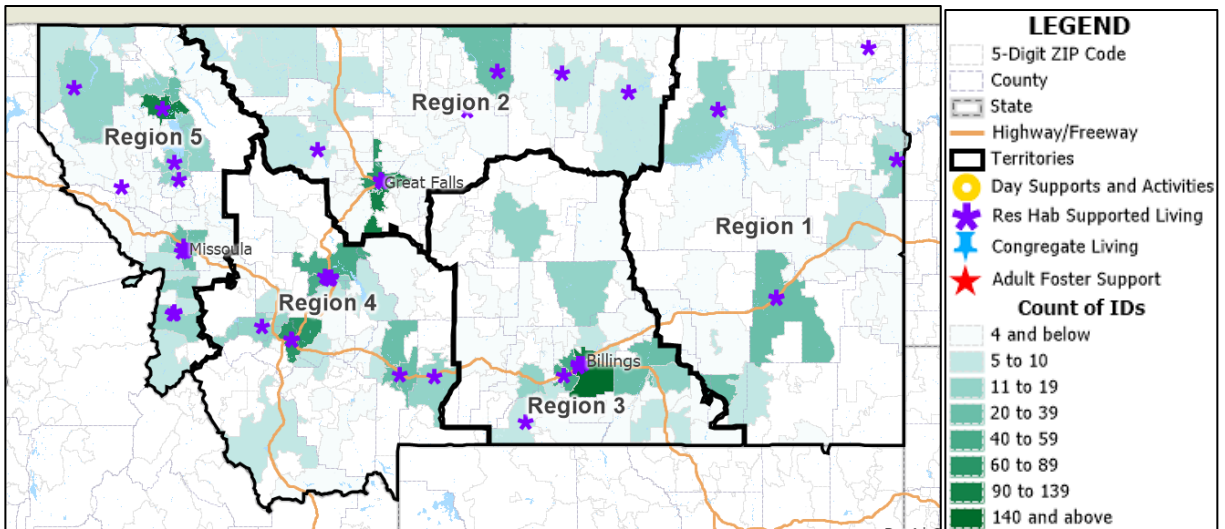 Region 2
Region 5
Great Falls
Region 1
Missoula
Region 4
Billings
Region 3
LEGEND
5-Digit ZIP Code
County
State
Highway/Freeway
Territories
Day Supports and Activities
Res Hab Supported Living
Congregate Living
Adult Foster Support
Count of IDs
4 and below
5 to 10
11 to 19
20 to 39
40 to 59
60 to 89
90 to 139
140 and above